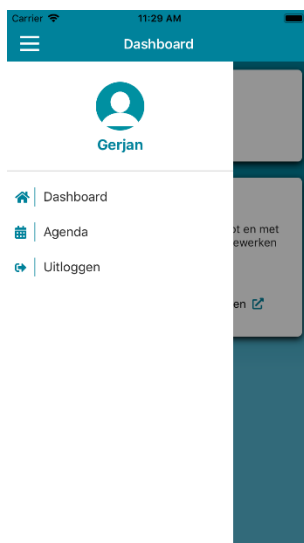 Carrier 11:29 AM
Dashboard
Gerjan
Dashboard
Agenda
Uitloggen
ot en met
ewerken
en